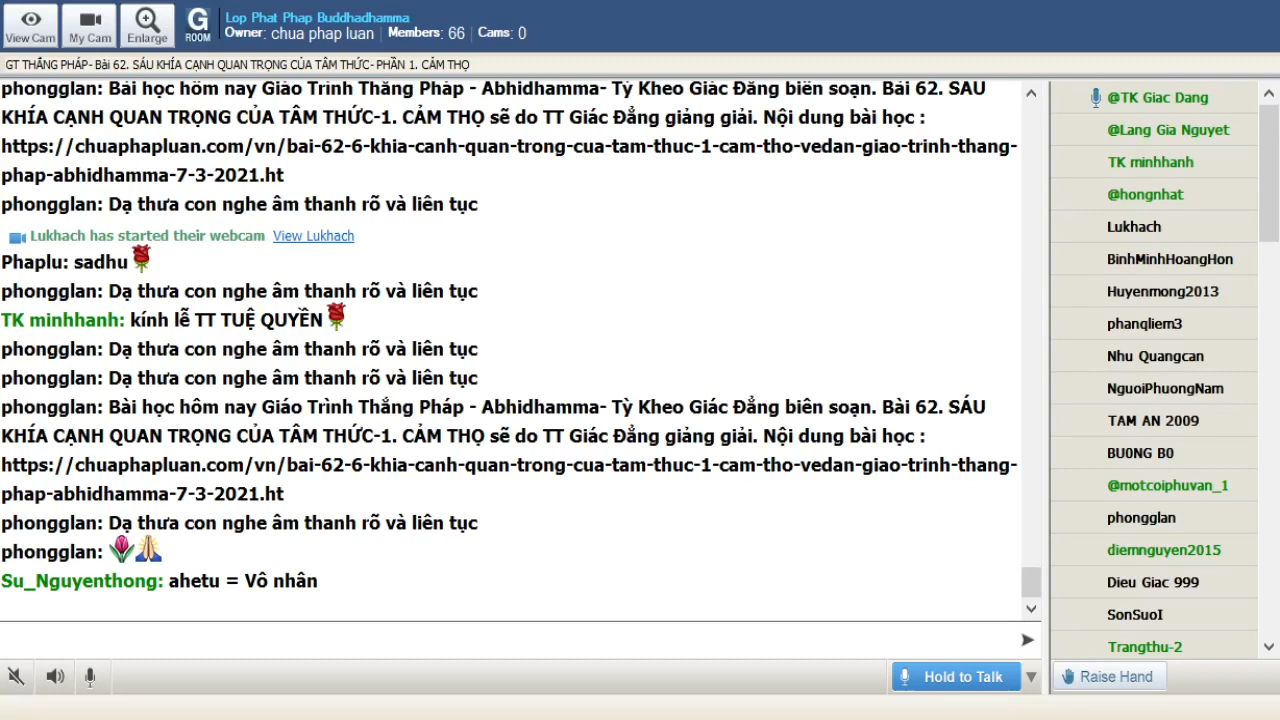 View Cam
My Cam
Enlarge
G
ROOM
Lop Phat Phap Buddhadhamma
Owner: chua phap luan Members: 66 Cams: 0
GT THẮNG PHÁP- Bài 62. SÁU KHÍA CẠNH QUAN TRỌNG CỦA TÂM THỨC- PHẦN 1. CẢM THỌ
phongglan: Bài học hôm nay Giáo Trình Thắng Pháp - Abhidhamma- Tỳ Kheo Giác Đẳng biên soạn. Bài 62. SÁU
KHÍA CẠNH QUAN TRỌNG CỦA TÂM THỨC-1. CẢM THỌ sẽ do TT Giác Đẳng giảng giải. Nội dung bài học :
https://chuaphapluan.com/vn/bai-62-6-khia-canh-quan-trong-cua-tam-thuc-1-cam-tho-vedan-giao-trinh-thang-
phap-abhidhamma-7-3-2021.ht
phongglan: Dạ thưa con nghe âm thanh rõ và liên tục
Lukhach has started their webcam View Lukhach
Phaplu: sadhu
phongglan: Dạ thưa con nghe âm thanh rõ và liên tục
TK minhhanh: kính lễ TT TUỆ QUYỀN
phongglan: Dạ thưa con nghe âm thanh rõ và liên tục
phongglan: Dạ thưa con nghe âm thanh rõ và liên tục
phongglan: Bài học hôm nay Giáo Trình Thắng Pháp - Abhidhamma- Tỳ Kheo Giác Đẳng biên soạn. Bài 62. SÁU
KHÍA CẠNH QUAN TRỌNG CỦA TÂM THỨC-1. CẢM THỌ sẽ do TT Giác Đẳng giảng giải. Nội dung bài học :
https://chuaphapluan.com/vn/bai-62-6-khia-canh-quan-trong-cua-tam-thuc-1-cam-tho-vedan-giao-trinh-thang-
phap-abhidhamma-7-3-2021.ht
phongglan: Dạ thưa con nghe âm thanh rõ và liên tục
phongglan:
Su_Nguyenthong: ahetu = Vô nhân
@TK Giac Dang
@Lang Gia Nguyet
TK minhhanh
@hongnhat
Lukhach
BinhMinhHoangHon
Huyenmong2013
phanqliem3
Nhu Quangcan
NguoiPhuongNam
TAM AN 2009
BU0NG B0
@motcoiphuvan_1
phongglan
diemnguyen2015
Dieu Giac 999
SonSuoI
Trangthu-2
Hold to Talk
Raise Hand